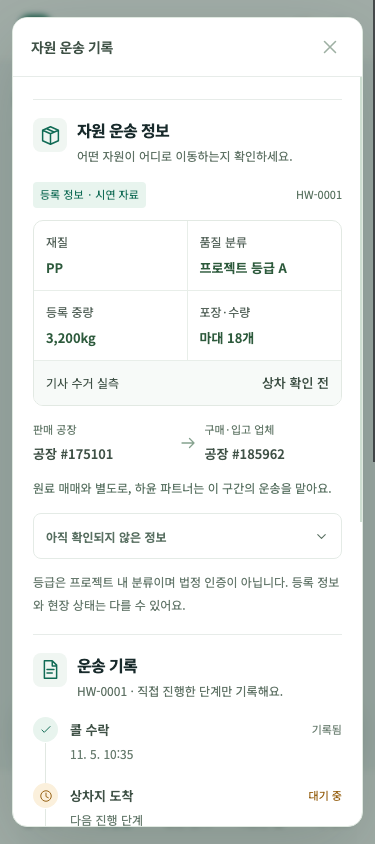 자원 운송 기록
자원 운송 정보
어떤 자원이 어디로 이동하는지 확인하세요.
등록 정보 · 시연 자료
HW-0001
재질
품질 분류
PP
프로젝트 등급 A
등록 중량
포장·수량
3,200kg
마대 18개
기사 수거 실측
상차 확인 전
판매 공장
구매·입고 업체
공장 #175101
공장 #185962
원료 매매와 별도로, 하윤 파트너는 이 구간의 운송을 맡아요.
아직 확인되지 않은 정보
등급은 프로젝트 내 분류이며 법정 인증이 아닙니다. 등록 정보
와 현장 상태는 다를 수 있어요.
운송 기록
HW-0001 · 직접 진행한 단계만 기록해요.
콜 수락
기록됨
11. 5. 10:35
상차지 도착
대기 중
다음 진행 단계